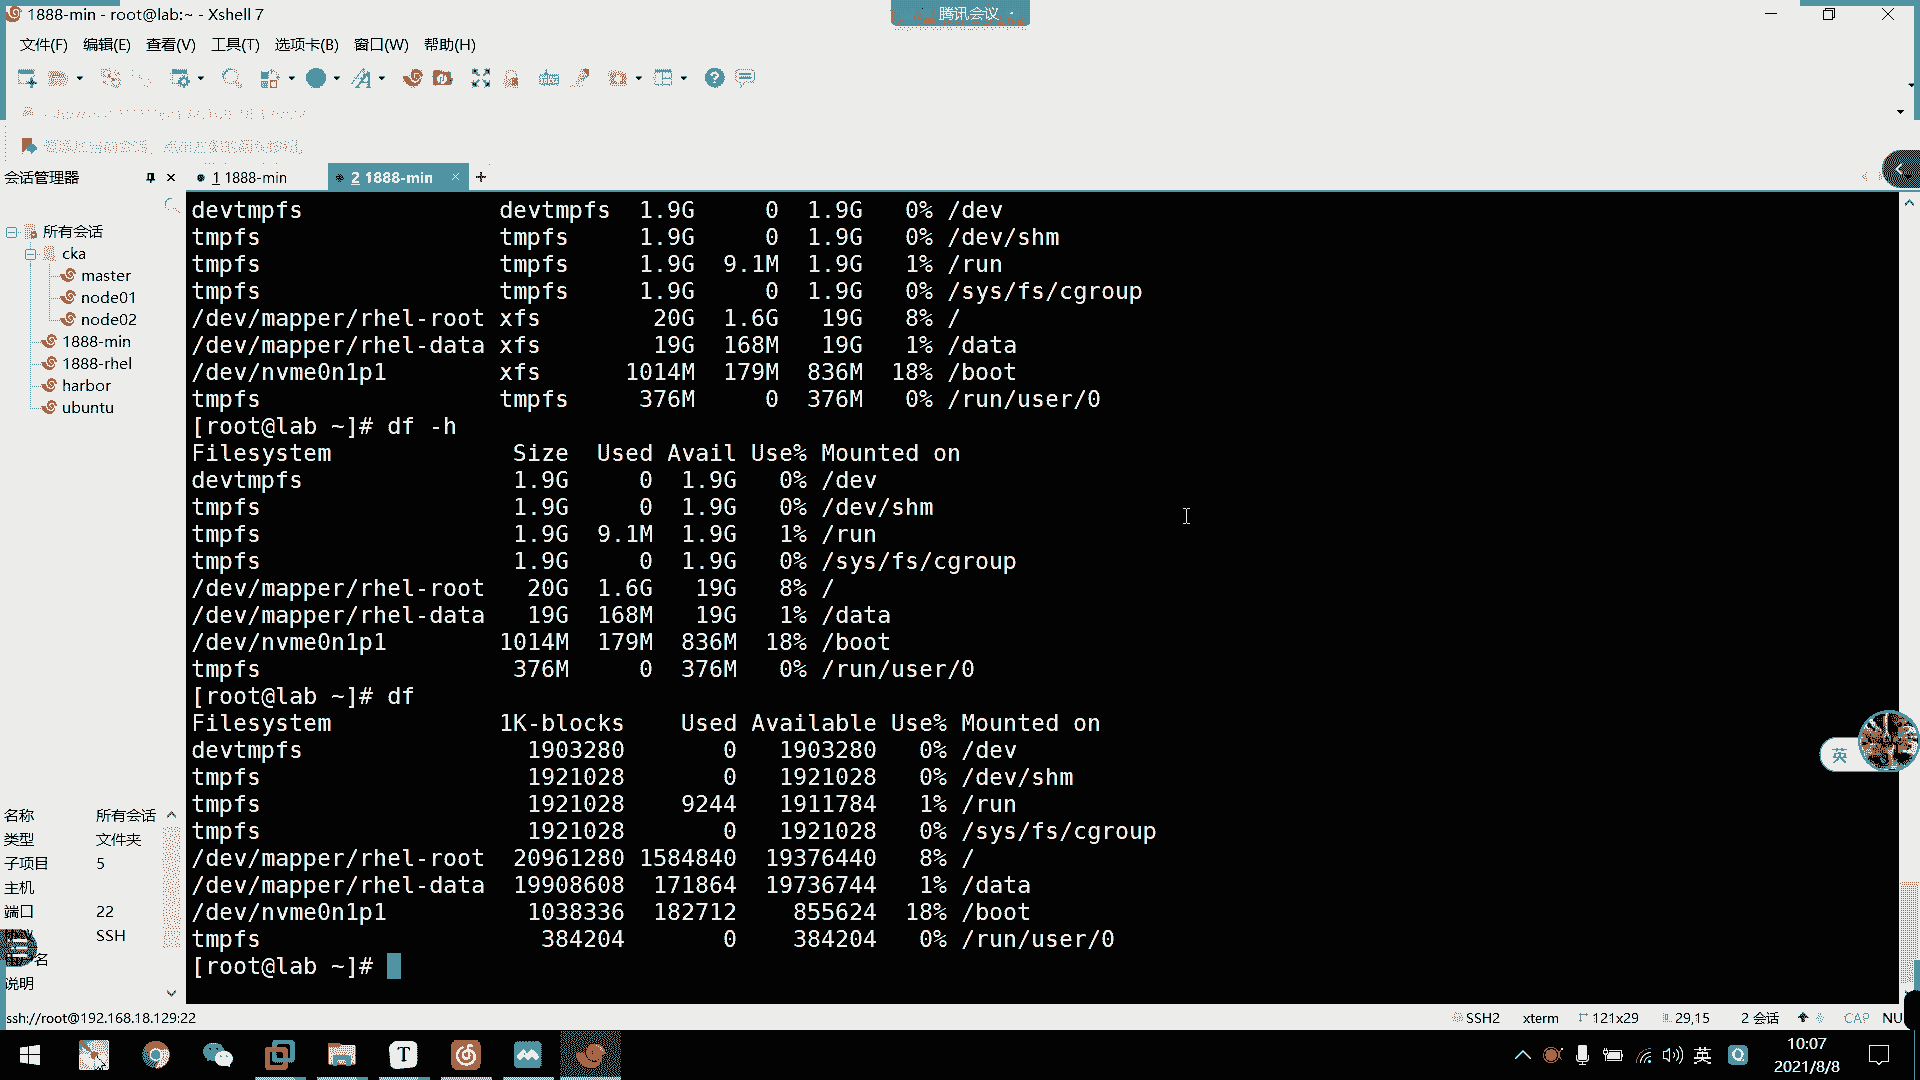 1888-min - root@lab:~ - Xshell 7
腾讯会议
文件(F) 编辑(E) 查看(V) 工具(T) 选项卡(B) 窗口(W) 帮助(H)
会话管理器
1 1888-min
2 1888-min
所有会话
cka
master
node01
node02
1888-min
1888-rhel
harbor
ubuntu
名称 所有会话
类型 文件夹
子项目 5
主机
端口 22
SSH
说明
devtmpfs devtmpfs 1.9G 0 1.9G 0% /dev
tmpfs tmpfs 1.9G 0 1.9G 0% /dev/shm
tmpfs tmpfs 1.9G 9.1M 1.9G 1% /run
tmpfs tmpfs 1.9G 0 1.9G 0% /sys/fs/cgroup
/dev/mapper/rhel-root xfs 20G 1.6G 19G 8% /
/dev/mapper/rhel-data xfs 19G 168M 19G 1% /data
/dev/nvme0n1p1 xfs 1014M 179M 836M 18% /boot
tmpfs tmpfs 376M 0 376M 0% /run/user/0
[root@lab ~]# df -h
Filesystem Size Used Avail Use% Mounted on
devtmpfs 1.9G 0 1.9G 0% /dev
tmpfs 1.9G 0 1.9G 0% /dev/shm
tmpfs 1.9G 9.1M 1.9G 1% /run
tmpfs 1.9G 0 1.9G 0% /sys/fs/cgroup
/dev/mapper/rhel-root 20G 1.6G 19G 8% /
/dev/mapper/rhel-data 19G 168M 19G 1% /data
/dev/nvme0n1p1 1014M 179M 836M 18% /boot
tmpfs 376M 0 376M 0% /run/user/0
[root@lab ~]# df
Filesystem 1K-blocks Used Available Use% Mounted on
devtmpfs 1903280 0 1903280 0% /dev
tmpfs 1921028 0 1921028 0% /dev/shm
tmpfs 1921028 9244 1911784 1% /run
tmpfs 1921028 0 1921028 0% /sys/fs/cgroup
/dev/mapper/rhel-root 20961280 1584840 19376440 8% /
/dev/mapper/rhel-data 19908608 171864 19736744 1% /data
/dev/nvme0n1p1 1038336 182712 855624 18% /boot
tmpfs 384204 0 384204 0% /run/user/0
[root@lab ~]#
英
ssh://root@192.168.18.129:22
SSH2 xterm 121x29 29,15 2 会话 CAP NU
英
10:07
2021/8/8